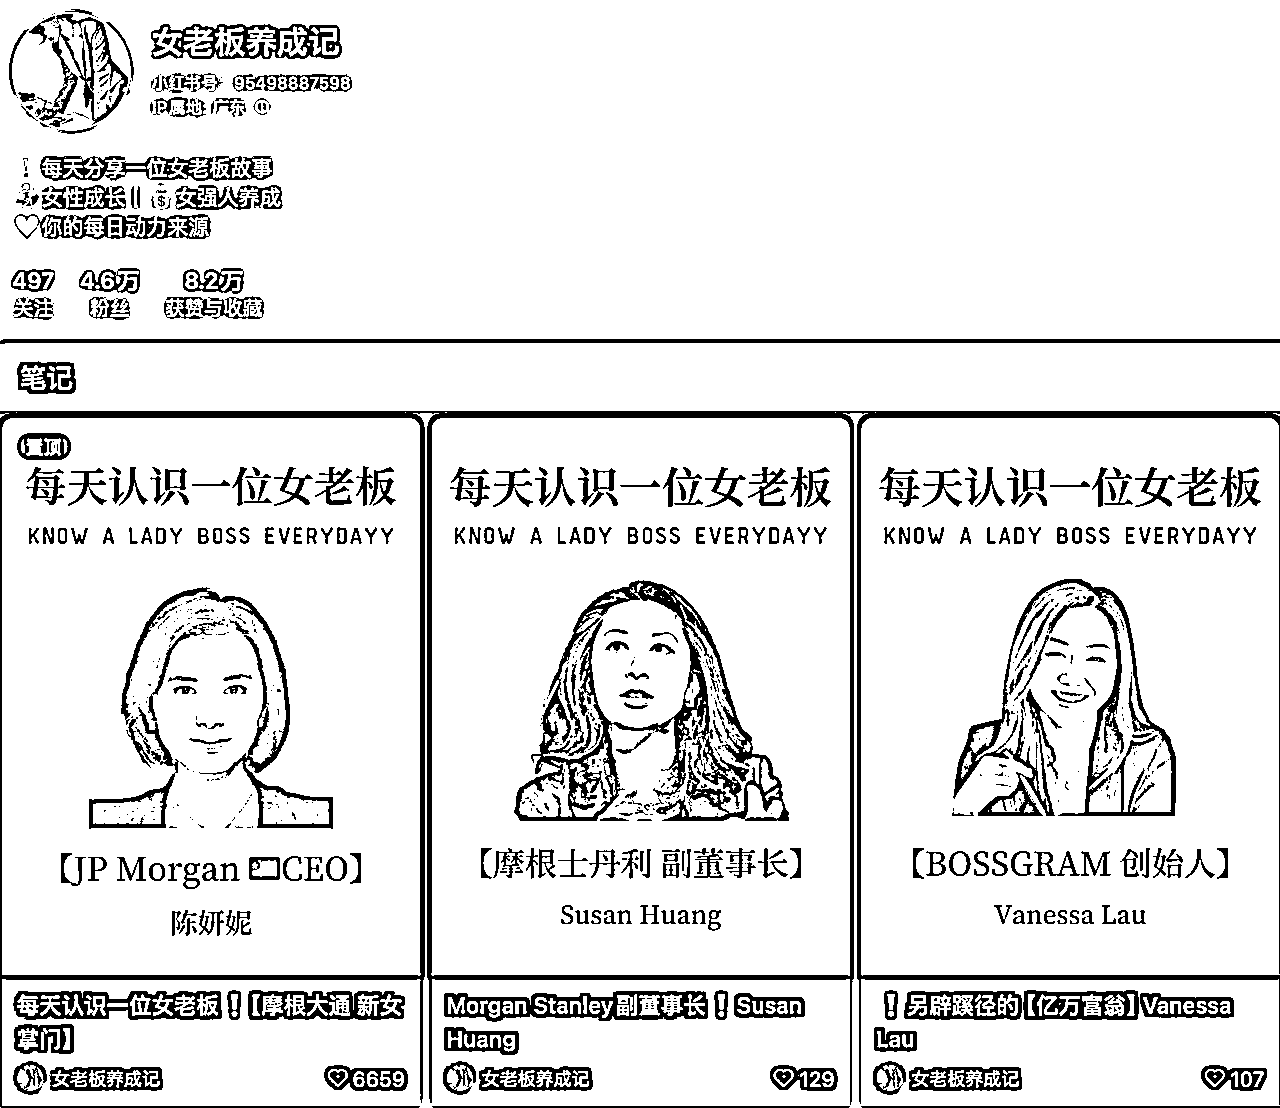 女老板养成记
小红书号：95498887598
IP属地：广东
每天分享一位女老板故事
女性成长 | 女强人养成
你的每日动力来源
497 4.6万 8.2万
关注 粉丝 获赞与收藏
笔记
置顶
每天认识一位女老板
KNOW A LADY BOSS EVERYDAYY
【JP Morgan CEO】
陈妍妮
每天认识一位女老板！【摩根大通 新女掌门】
女老板养成记
6659
每天认识一位女老板
KNOW A LADY BOSS EVERYDAYY
【摩根士丹利 副董事长】
Susan Huang
Morgan Stanley副董事长！Susan
Huang
女老板养成记
129
每天认识一位女老板
KNOW A LADY BOSS EVERYDAYY
【BOSSGRAM 创始人】
Vanessa Lau
！另辟蹊径的【亿万富翁】Vanessa
Lau
女老板养成记
107